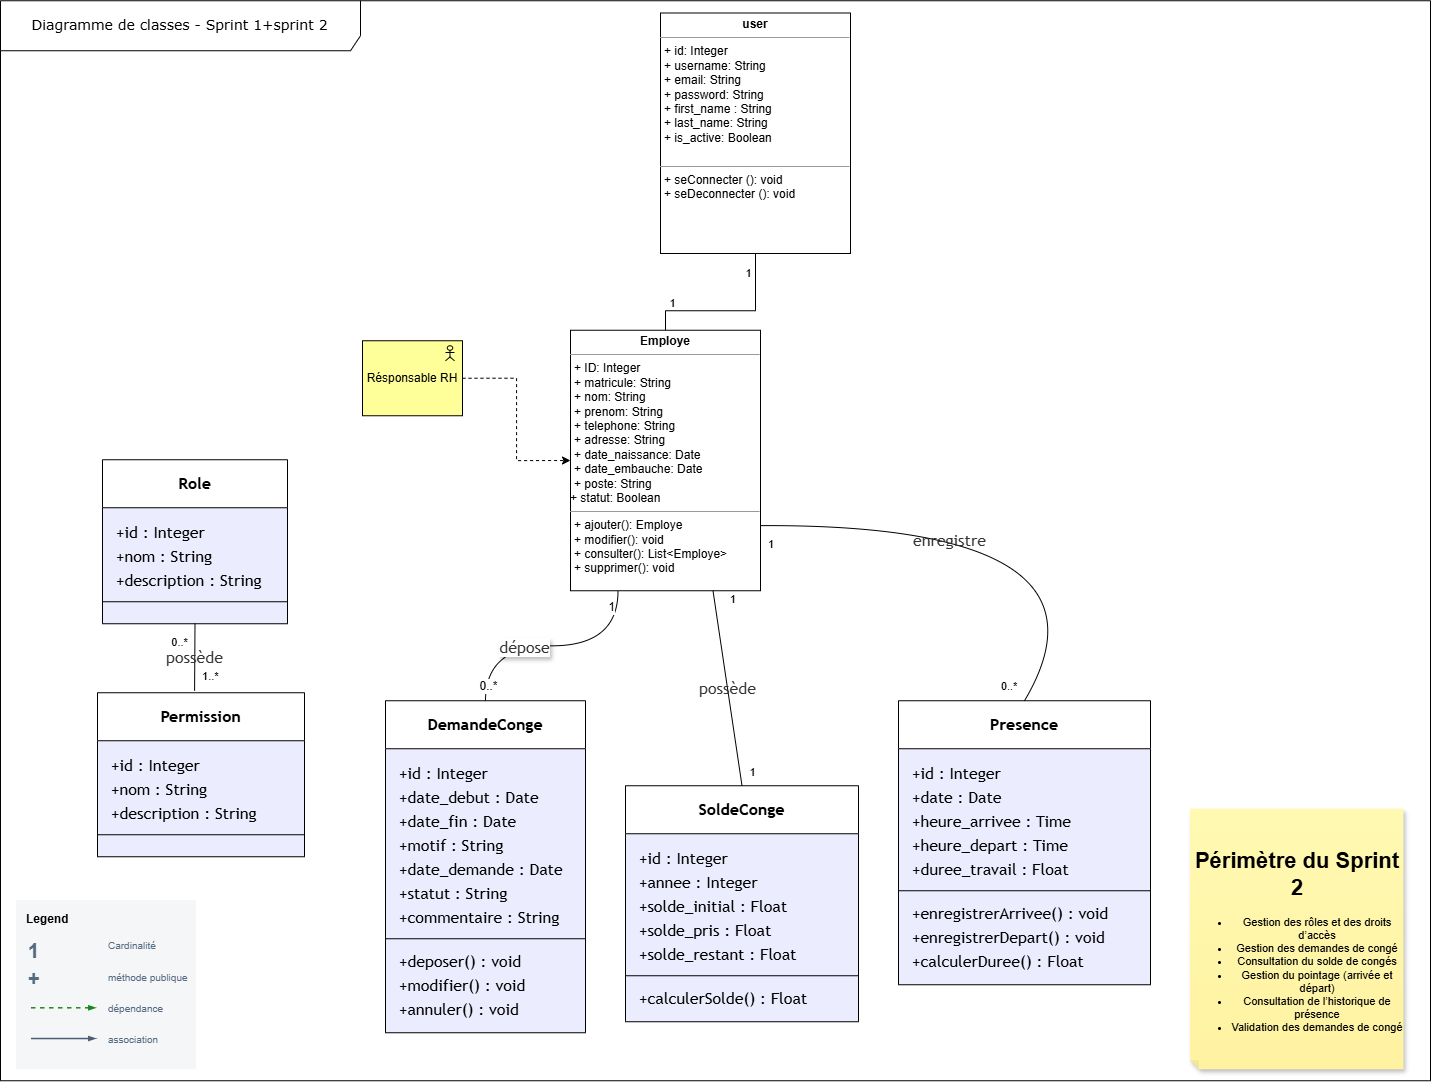 Diagramme de classes - Sprint 1+sprint 2
user
+ id: Integer
+ username: String
+ email: String
+ password: String
+ first_name : String
+ last_name: String
+ is_active: Boolean
+ seConnecter (): void
+ seDeconnecter (): void
1
1
Employe
+ ID: Integer
+ matricule: String
+ nom: String
+ prenom: String
+ telephone: String
+ adresse: String
+ date_naissance: Date
+ date_embauche: Date
+ poste: String
+ statut: Boolean
+ ajouter(): Employe
+ modifier(): void
+ consulter(): List<Employe>
+ supprimer(): void
Résponsable RH
Role
+id : Integer
+nom : String
+description : String
0..*
possède
1..*
Permission
+id : Integer
+nom : String
+description : String
1
dépose
0..*
1
possède
1
1
enregistre
0..*
DemandeConge
+id : Integer
+date_debut : Date
+date_fin : Date
+motif : String
+date_demande : Date
+statut : String
+commentaire : String
+deposer() : void
+modifier() : void
+annuler() : void
SoldeConge
+id : Integer
+annee : Integer
+solde_initial : Float
+solde_pris : Float
+solde_restant : Float
+calculerSolde() : Float
Presence
+id : Integer
+date : Date
+heure_arrivee : Time
+heure_depart : Time
+duree_travail : Float
+enregistrerArrivee() : void
+enregistrerDepart() : void
+calculerDuree() : Float
Périmètre du Sprint
2
• Gestion des rôles et des droits
d'accès
• Gestion des demandes de congé
• Consultation du solde de congés
• Gestion du pointage (arrivée et
départ)
• Consultation de l'historique de
présence
• Validation des demandes de congé
Legend
1 Cardinalité
+ méthode publique
dépendance
association